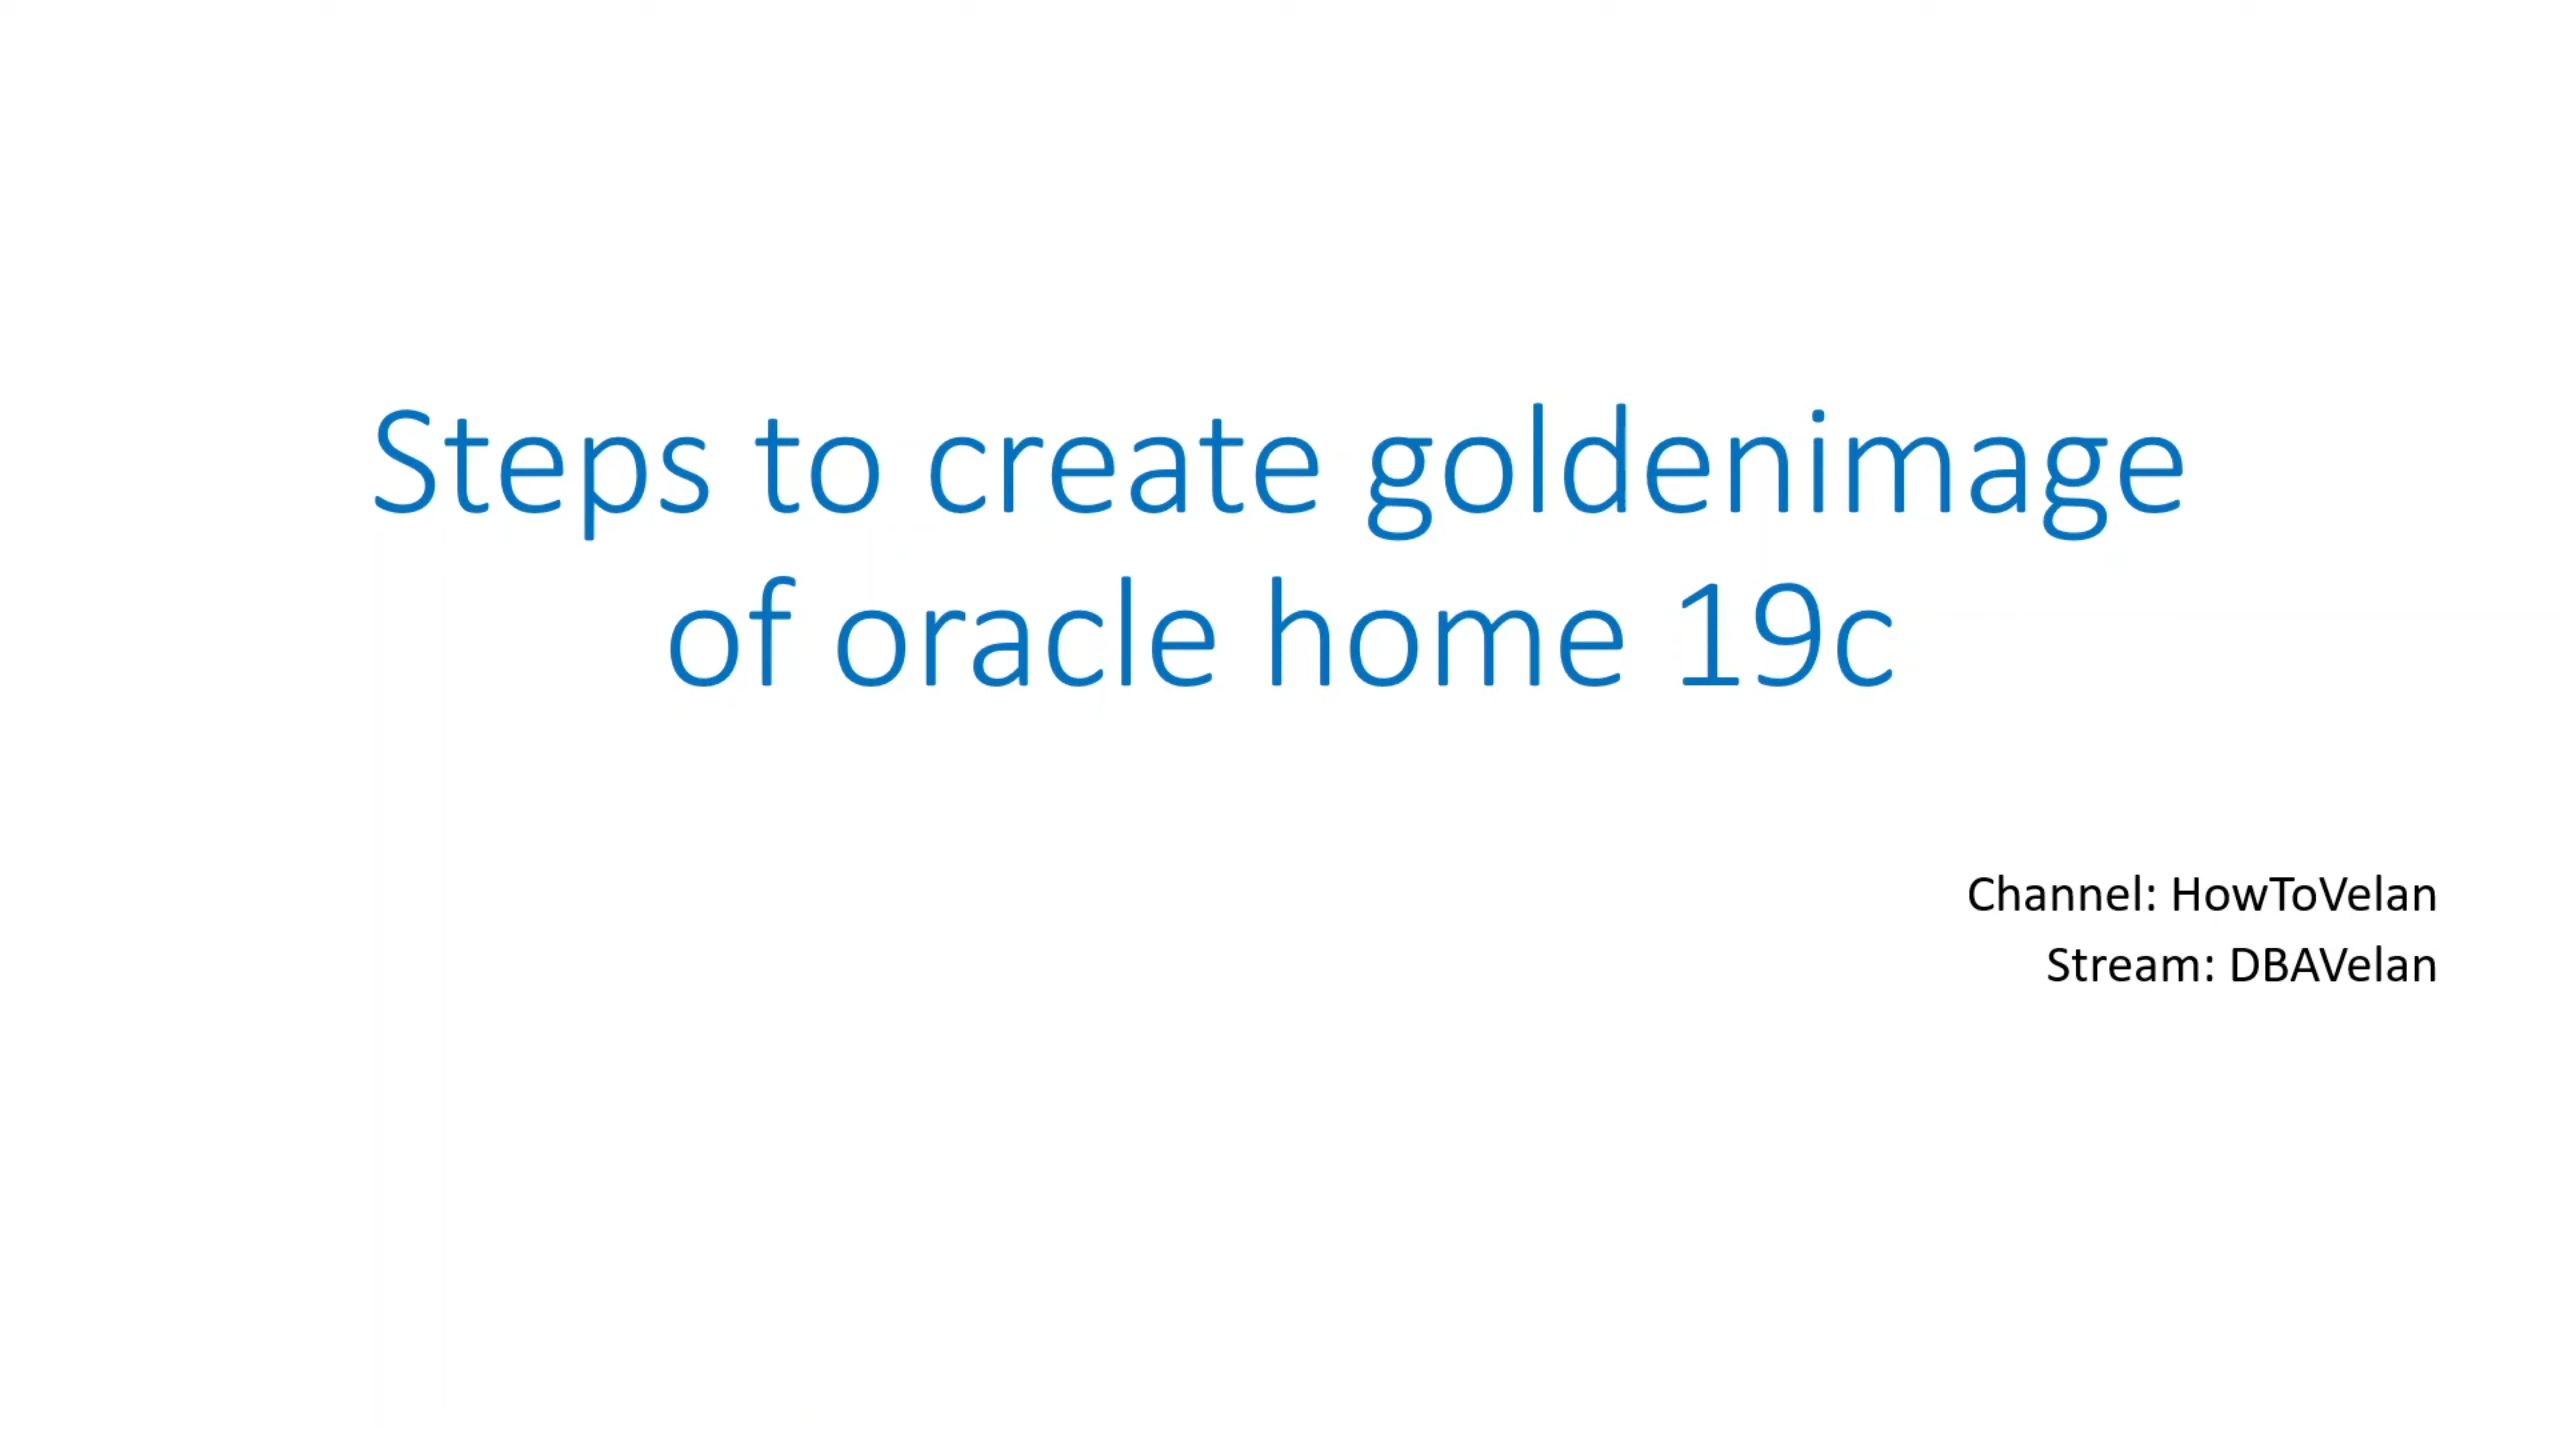 Steps to create goldenimage
of oracle home 19c
Channel: HowToVelan
Stream: DBAVelan